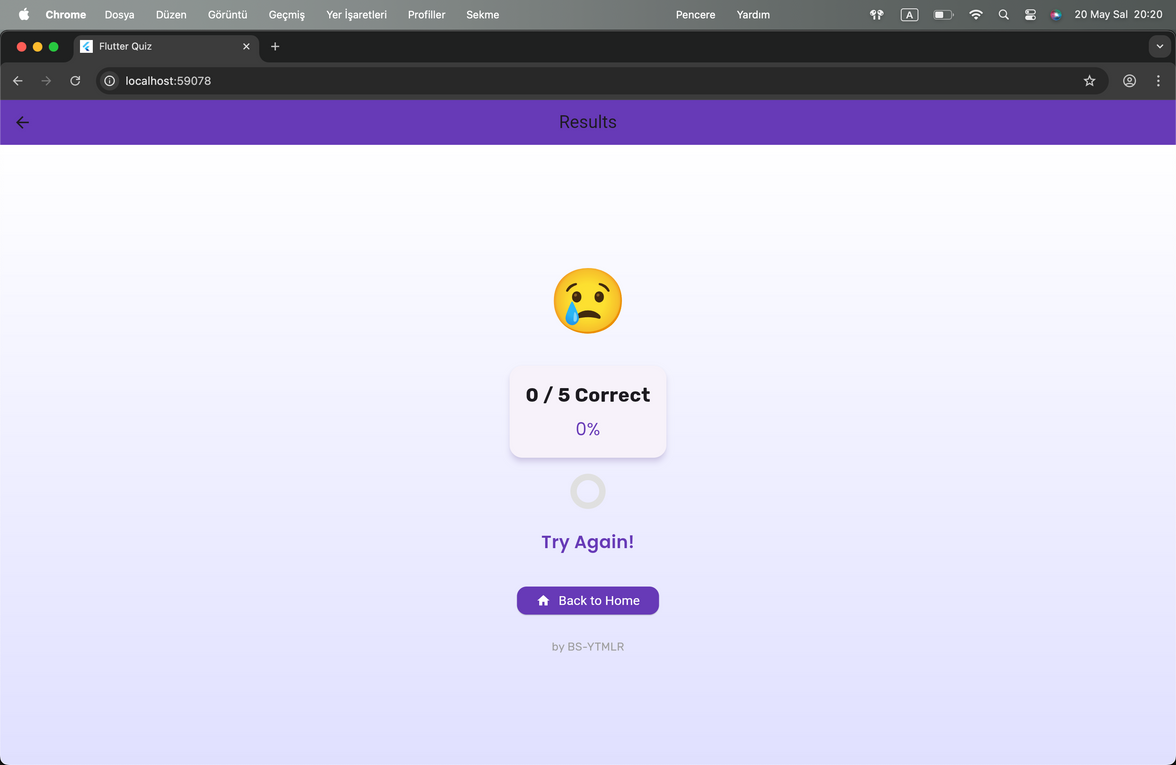 Chrome Dosya Düzen Görüntü Geçmiş Yer İşaretleri Profiller Sekme Pencere Yardım A 20 May Sal 20:20
Flutter Quiz
localhost:59078
Results
0 / 5 Correct
0%
Try Again!
Back to Home
by BS-YTMLR